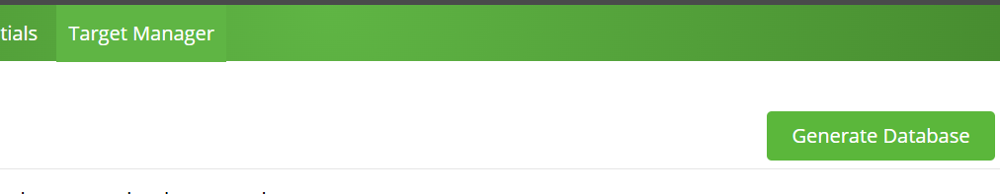 tials Target Manager
Generate Database